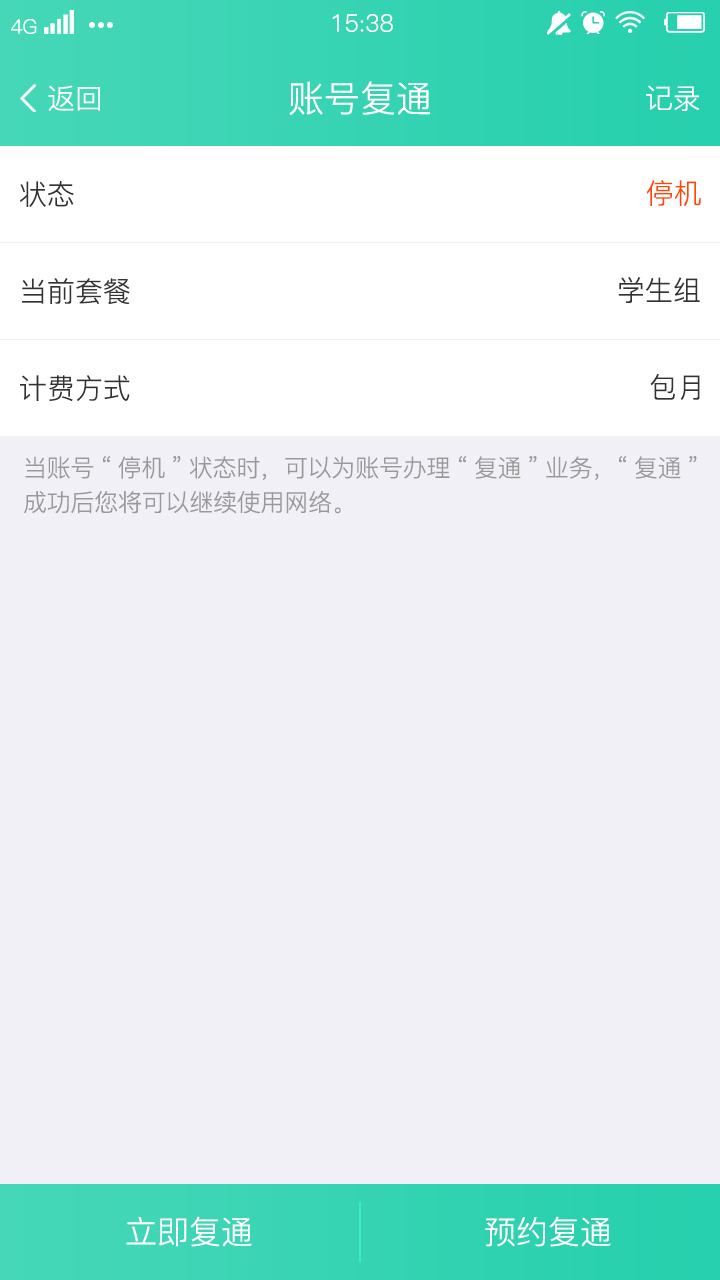 4G 15:38
返回 账号复通 记录
状态 停机
当前套餐 学生组
计费方式 包月
当账号“停机”状态时，可以为账号办理“复通”业务，“复通”
成功后您将可以继续使用网络。
立即复通 预约复通